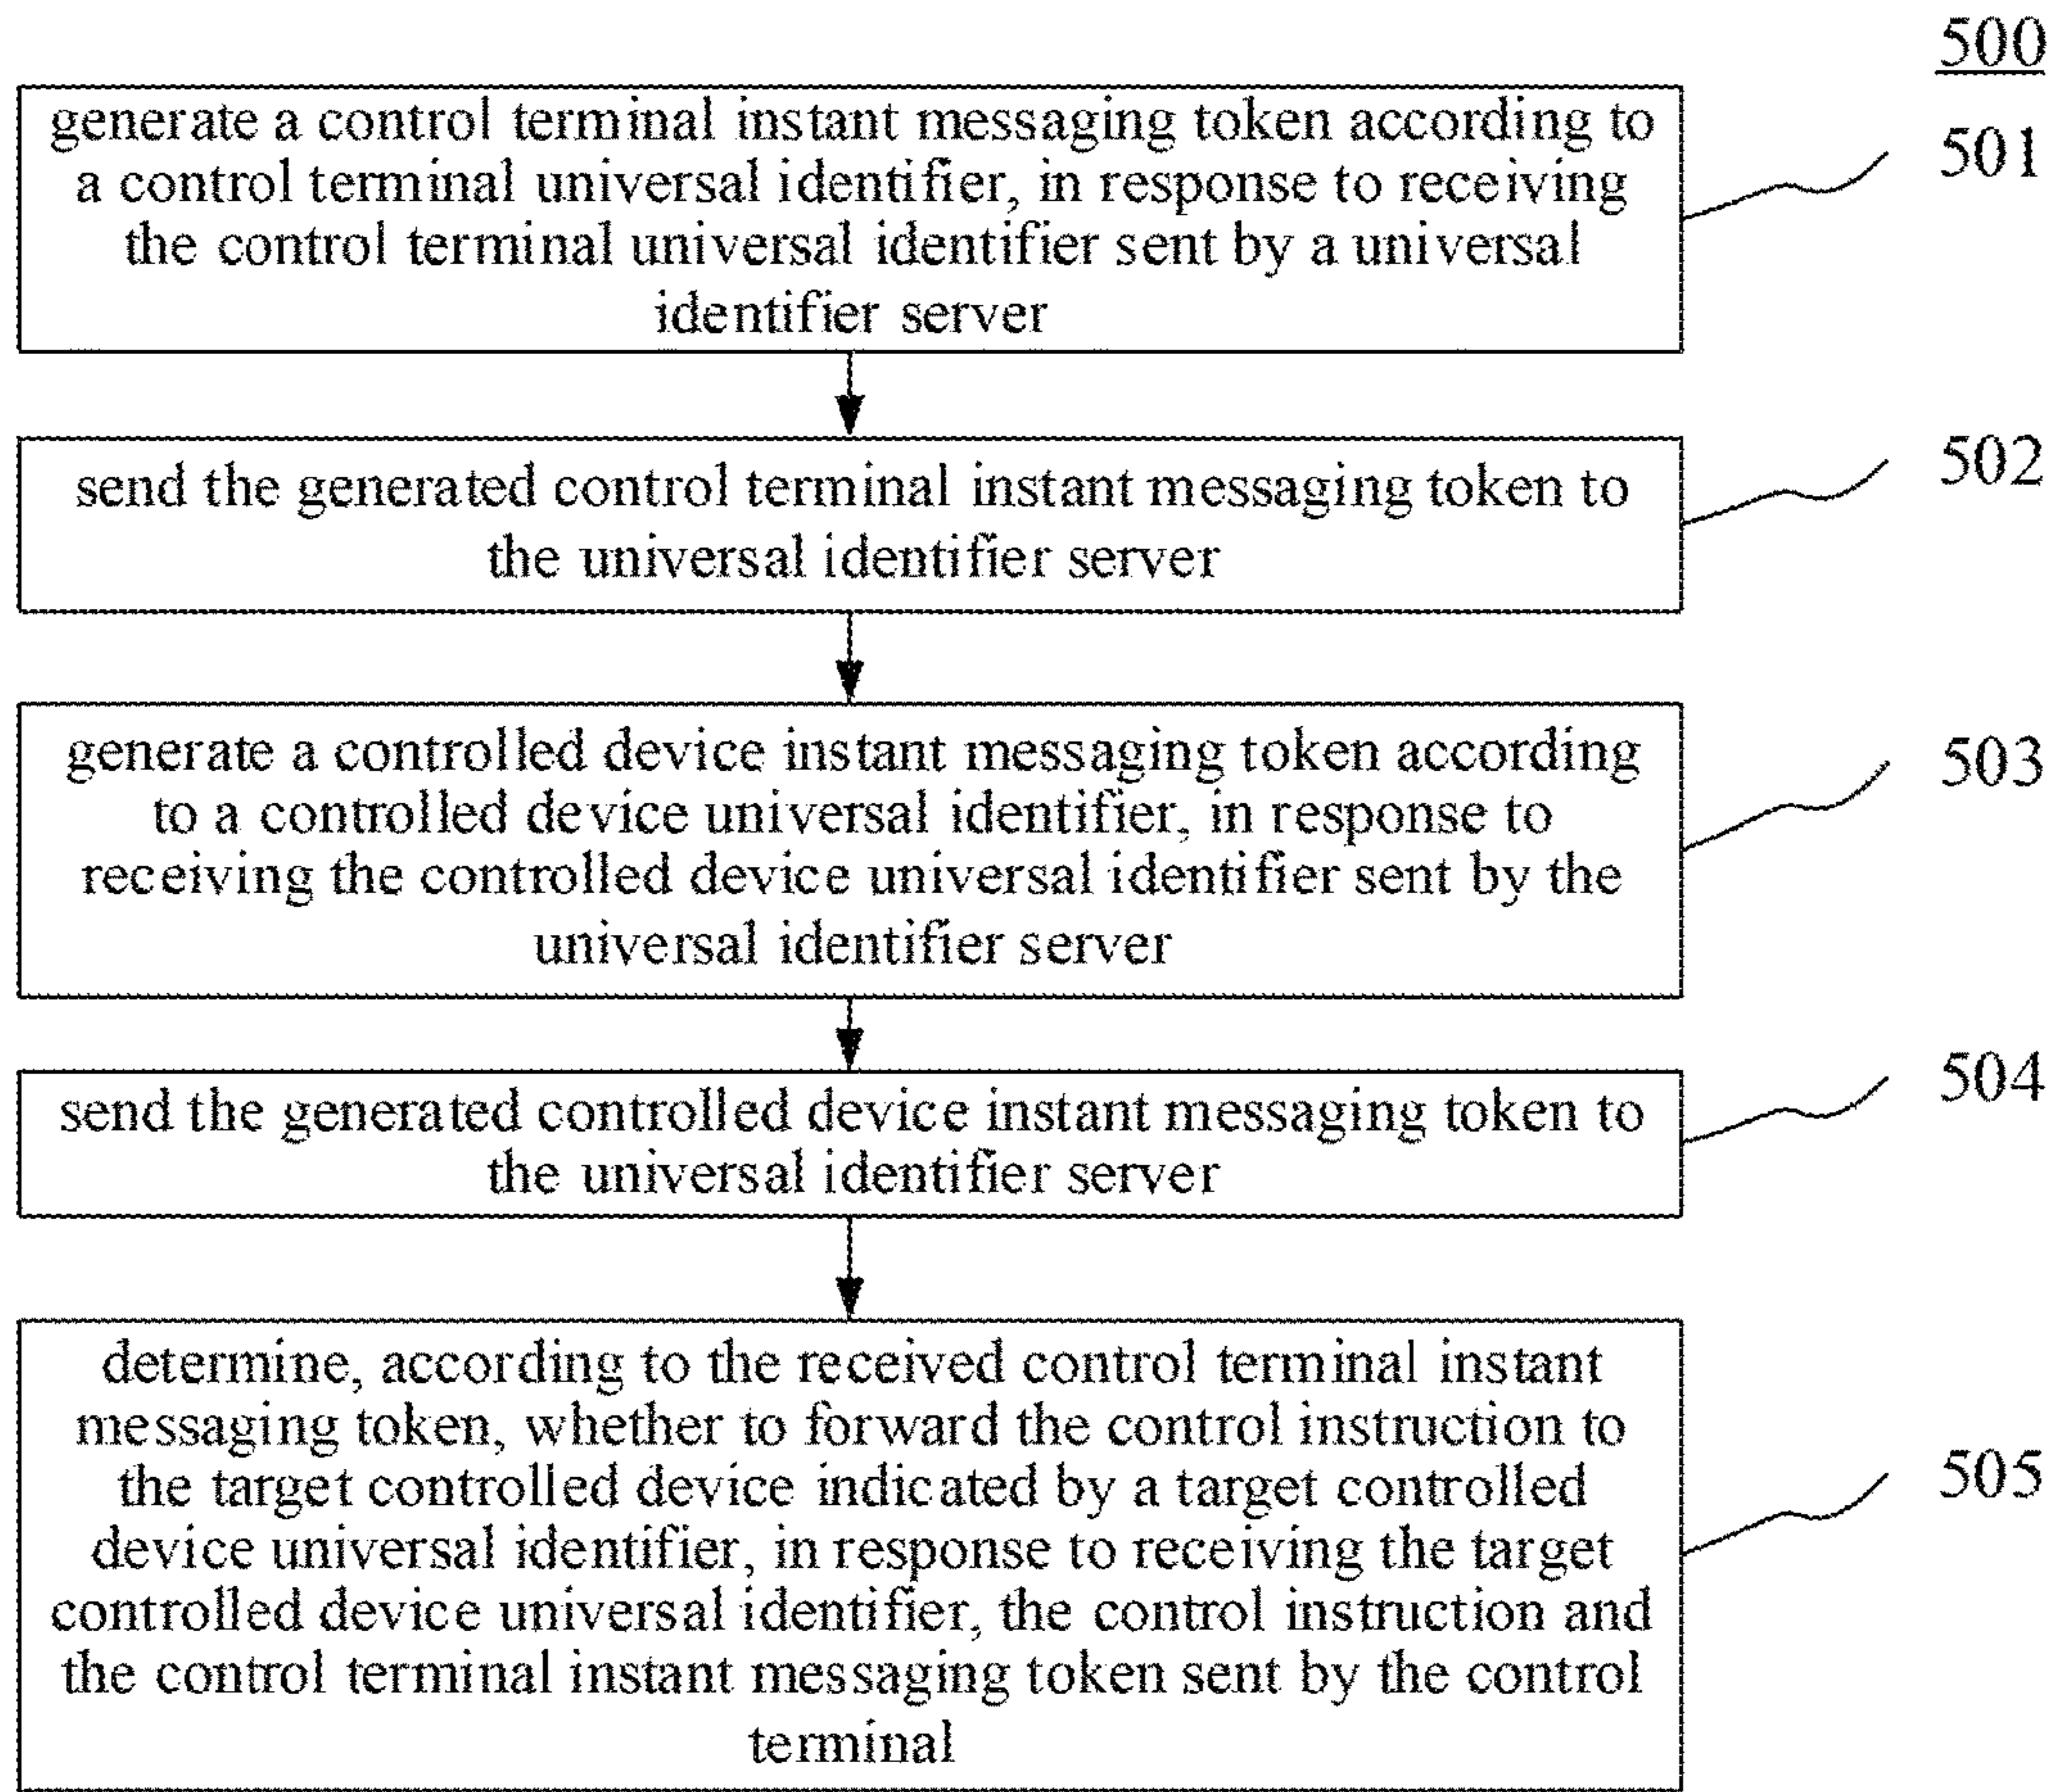 500
generate a control terminal instant messaging token according to
a control terminal universal identifier, in response to receiving
the control terminal universal identifier sent by a universal
identifier server
501
send the generated control terminal instant messaging token to
the universal identifier server
502
generate a controlled device instant messaging token according
to a controlled device universal identifier, in response to
receiving the controlled device universal identifier sent by the
universal identifier server
503
send the generated controlled device instant messaging token to
the universal identifier server
504
determine, according to the received control terminal instant
messaging token, whether to forward the control instruction to
the target controlled device indicated by a target controlled
device universal identifier, in response to receiving the target
controlled device universal identifier, the control instruction and
the control terminal instant messaging token sent by the control
terminal
505